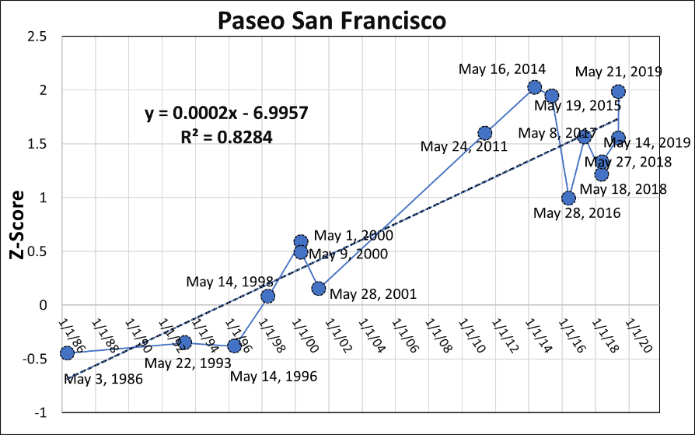 Paseo San Francisco
2.5
May 16, 2014
May 21, 2019
2
y = 0.0002x - 6.9957
R² = 0.8284
May 19, 2015
May 8, 2017
May 14, 2019
1.5
May 24, 2011
May 27, 2018
May 18, 2018
1
May 28, 2016
Z-Score
May 1, 2000
0.5
May 9, 2000
May 14, 1998
May 28, 2001
0
1/1/86
1/1/88
1/1/90
1/1/92
1/1/94
1/1/96
1/1/98
1/1/00
1/1/02
1/1/04
1/1/06
1/1/08
1/1/10
1/1/12
1/1/14
1/1/16
1/1/18
1/1/20
-0.5
May 3, 1986
May 22, 1993
May 14, 1996
-1